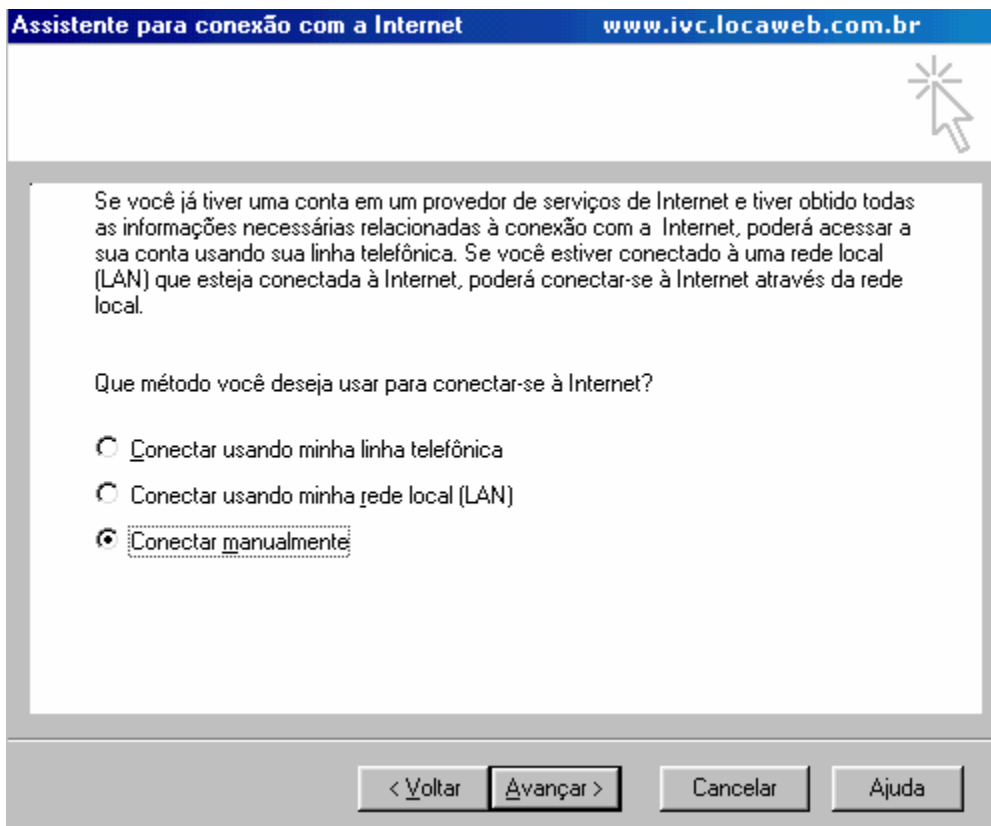 Assistente para conexão com a Internet www.ivc.locaweb.com.br
Se você já tiver uma conta em um provedor de serviços de Internet e tiver obtido todas
as informações necessárias relacionadas à conexão com a Internet, poderá acessar a
sua conta usando sua linha telefônica. Se você estiver conectado à uma rede local
(LAN) que esteja conectada à Internet, poderá conectar-se à Internet através da rede
local.
Que método você deseja usar para conectar-se à Internet?
Conectar usando minha linha telefônica
Conectar usando minha rede local (LAN)
Conectar manualmente
< Voltar Avançar > Cancelar Ajuda